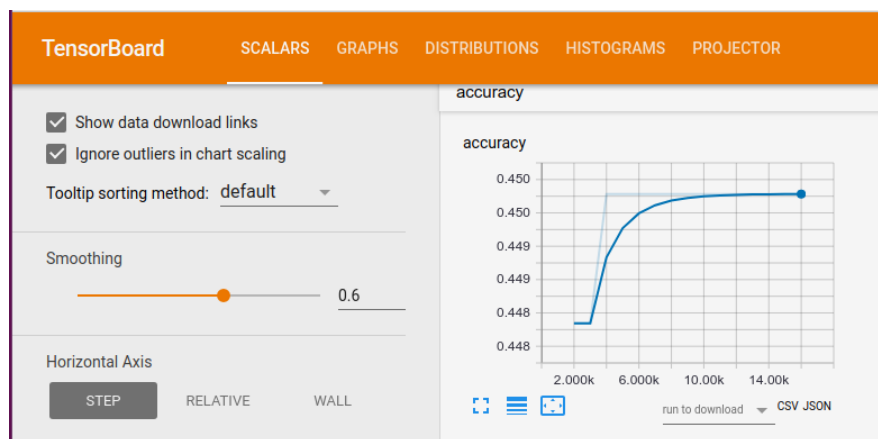 TensorBoard SCALARS GRAPHS DISTRIBUTIONS HISTOGRAMS PROJECTOR
Show data download links
Ignore outliers in chart scaling
Tooltip sorting method: default
Smoothing
0.6
Horizontal Axis
STEP RELATIVE WALL
accuracy
accuracy
0.450
0.450
0.449
0.449
0.448
0.448
2.000k 6.000k 10.00k 14.00k
run to download CSV JSON